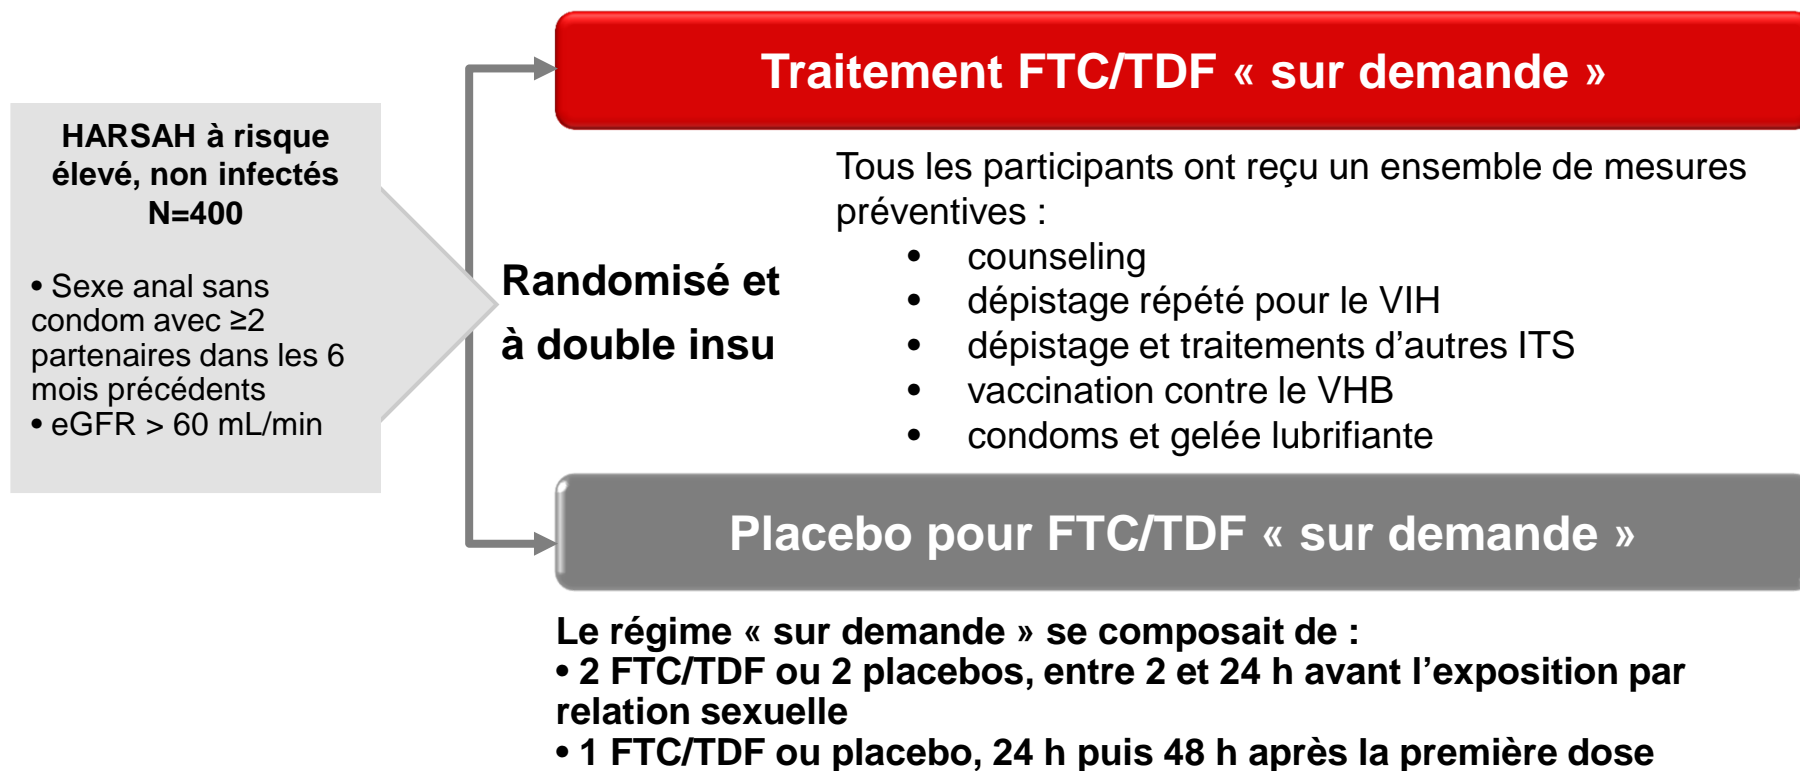 Traitement FTC/TDF « sur demande »
HARSAH à risque
élevé, non infectés
N=400
• Sexe anal sans
condom avec ≥2
partenaires dans les 6
mois précédents
• eGFR > 60 mL/min
Randomisé et
à double insu
Tous les participants ont reçu un ensemble de mesures
préventives :
• counseling
• dépistage répété pour le VIH
• dépistage et traitements d’autres ITS
• vaccination contre le VHB
• condoms et gelée lubrifiante
Placebo pour FTC/TDF « sur demande »
Le régime « sur demande » se composait de :
• 2 FTC/TDF ou 2 placebos, entre 2 et 24 h avant l’exposition par
relation sexuelle
• 1 FTC/TDF ou placebo, 24 h puis 48 h après la première dose